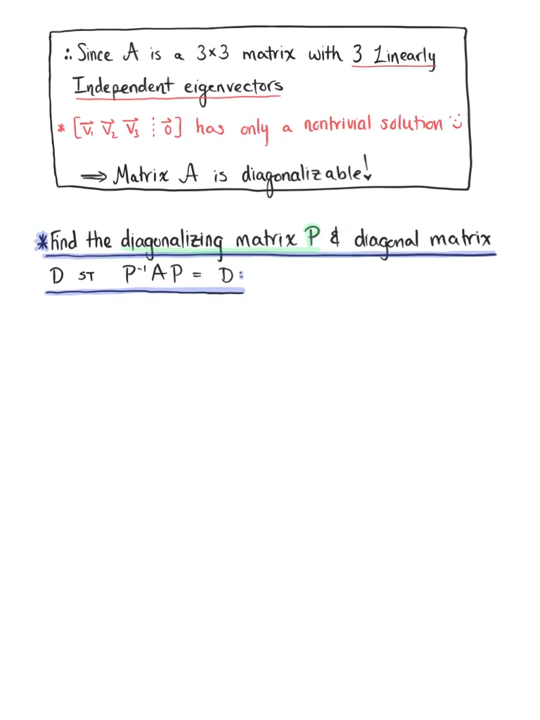 ∴ Since A is a 3×3 matrix with 3 Linearly
Independent eigenvectors
* [v⃗₁ v⃗₂ v⃗₃ ⋮ 0⃗] has only a nontrivial solution :)
⟹ Matrix A is diagonalizable!
*Find the diagonalizing matrix P & diagonal matrix
D ST P⁻¹AP = D: